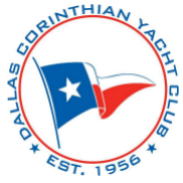 DALLAS CORINTHIAN YACHT CLUB
EST. 1956